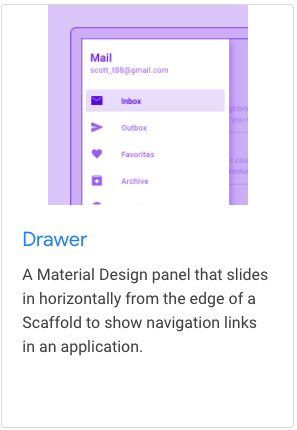 Mail
scott_t88@gmail.com
Inbox
Outbox
Favorites
Archive
Drawer
A Material Design panel that slides
in horizontally from the edge of a
Scaffold to show navigation links
in an application.